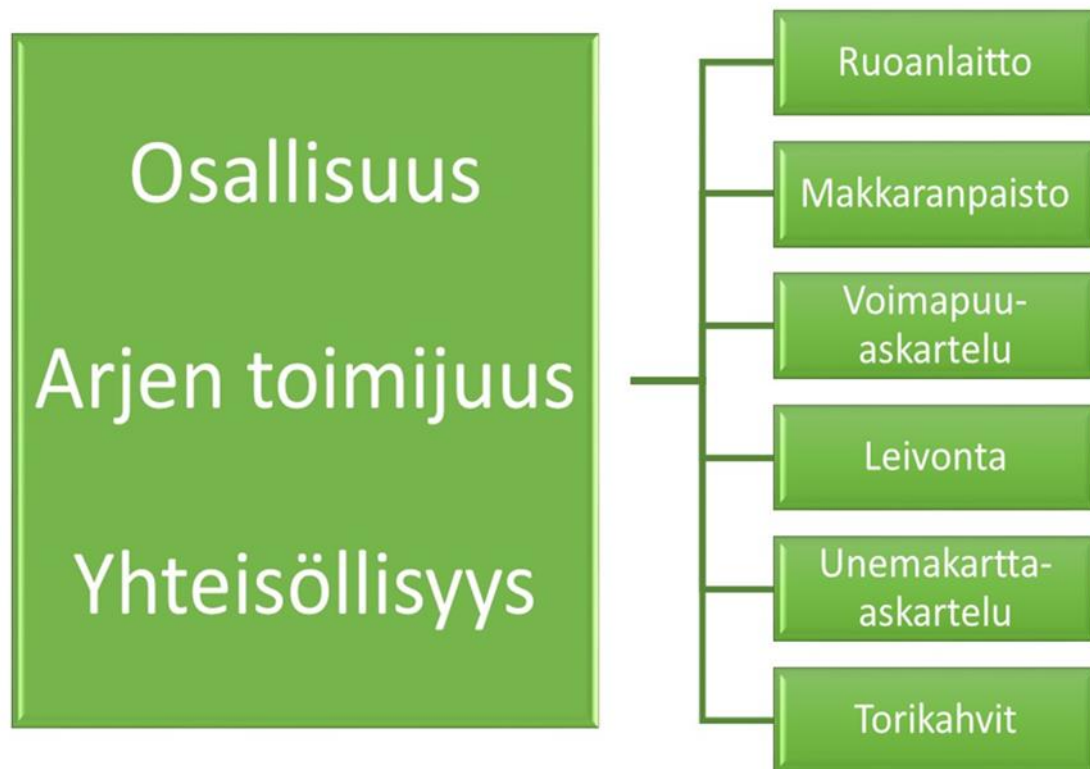 Osallisuus
Arjen toimijuus
Yhteisöllisyys
Ruoanlaitto
Makkaranpaisto
Voimapuu-
askartelu
Leivonta
Unemakartta-
askartelu
Torikahvit